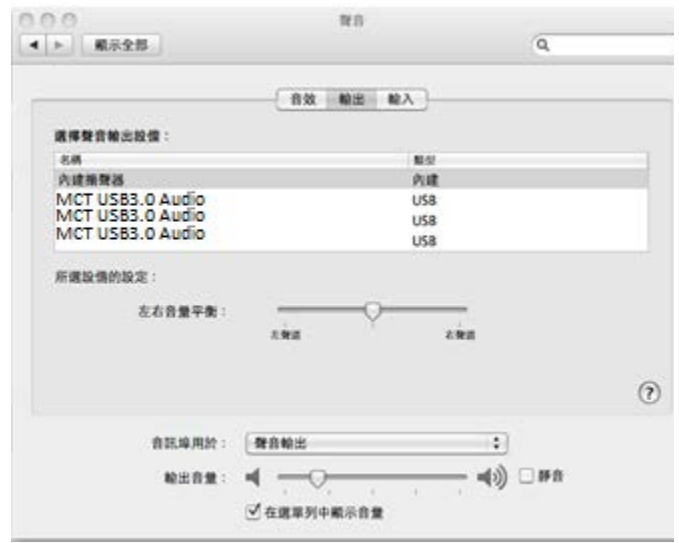 聲音
顯示全部
音效 輸出 輸入
選擇聲音輸出設備：
名稱 類型
內建揚聲器 內建
MCT USB3.0 Audio USB
MCT USB3.0 Audio USB
MCT USB3.0 Audio USB
所選設備的設定：
左右音量平衡：
左聲道 右聲道
?
音訊埠用於： 聲音輸出
輸出音量： 靜音
在選單列中顯示音量